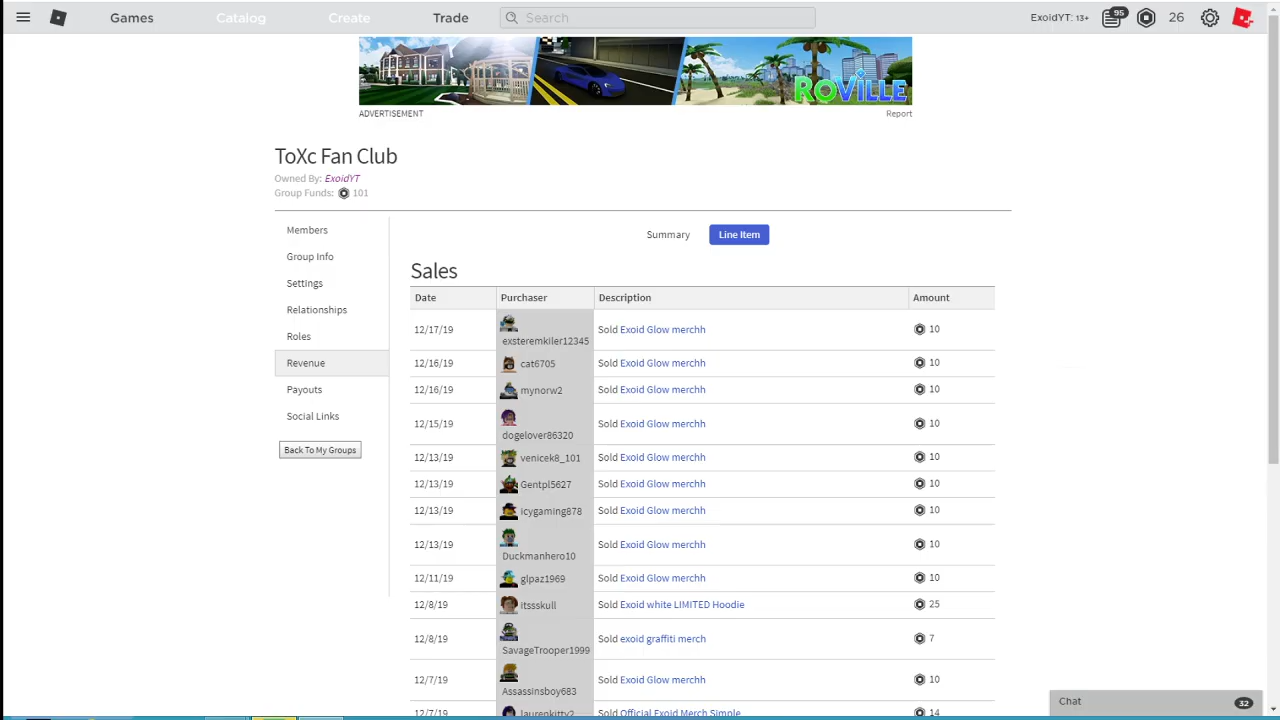 Games Catalog Create Trade Search ExoidYT: 13+ 95 26
ROVILLE
ADVERTISEMENT Report
ToXc Fan Club
Owned By: ExoidYT
Group Funds: 101
Members
Group Info
Settings
Relationships
Roles
Revenue
Payouts
Social Links
Back To My Groups
Summary Line Item
Sales
Date Purchaser Description Amount
12/17/19 exsteremkiler12345 Sold Exoid Glow merchh 10
12/16/19 cat6705 Sold Exoid Glow merchh 10
12/16/19 mynorw2 Sold Exoid Glow merchh 10
12/15/19 dogelover86320 Sold Exoid Glow merchh 10
12/13/19 venicek8_101 Sold Exoid Glow merchh 10
12/13/19 Gentpl5627 Sold Exoid Glow merchh 10
12/13/19 icygaming878 Sold Exoid Glow merchh 10
12/13/19 Duckmanhero10 Sold Exoid Glow merchh 10
12/11/19 glpaz1969 Sold Exoid Glow merchh 10
12/8/19 itssskull Sold Exoid white LIMITED Hoodie 25
12/8/19 SavageTrooper1999 Sold exoid graffiti merch 7
12/7/19 Assassinsboy683 Sold Exoid Glow merchh 10
12/7/19 laurenkitty2 Sold Official Exoid Merch Simple 14
Chat 32